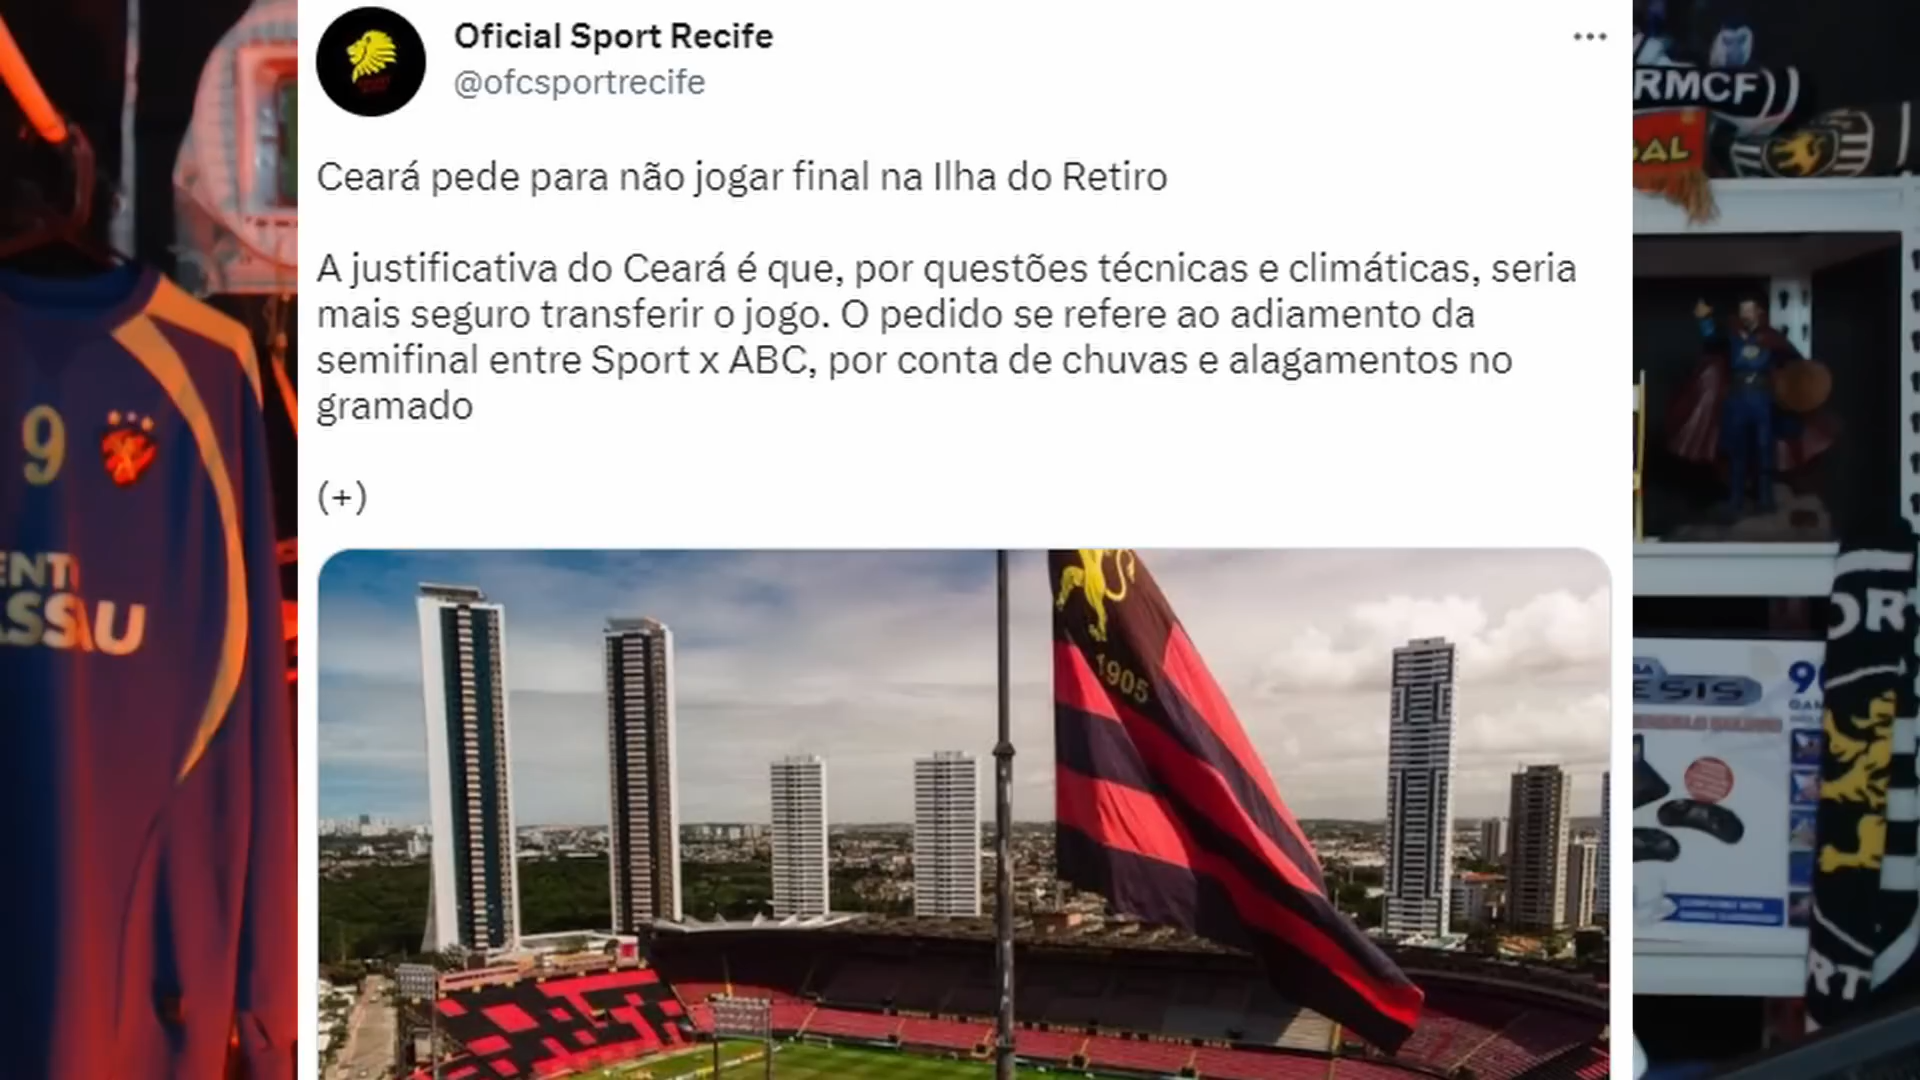 Oficial Sport Recife
@ofcsportrecife
Ceará pede para não jogar final na Ilha do Retiro
A justificativa do Ceará é que, por questões técnicas e climáticas, seria
mais seguro transferir o jogo. O pedido se refere ao adiamento da
semifinal entre Sport x ABC, por conta de chuvas e alagamentos no
gramado
(+)
1905
9
RMCF